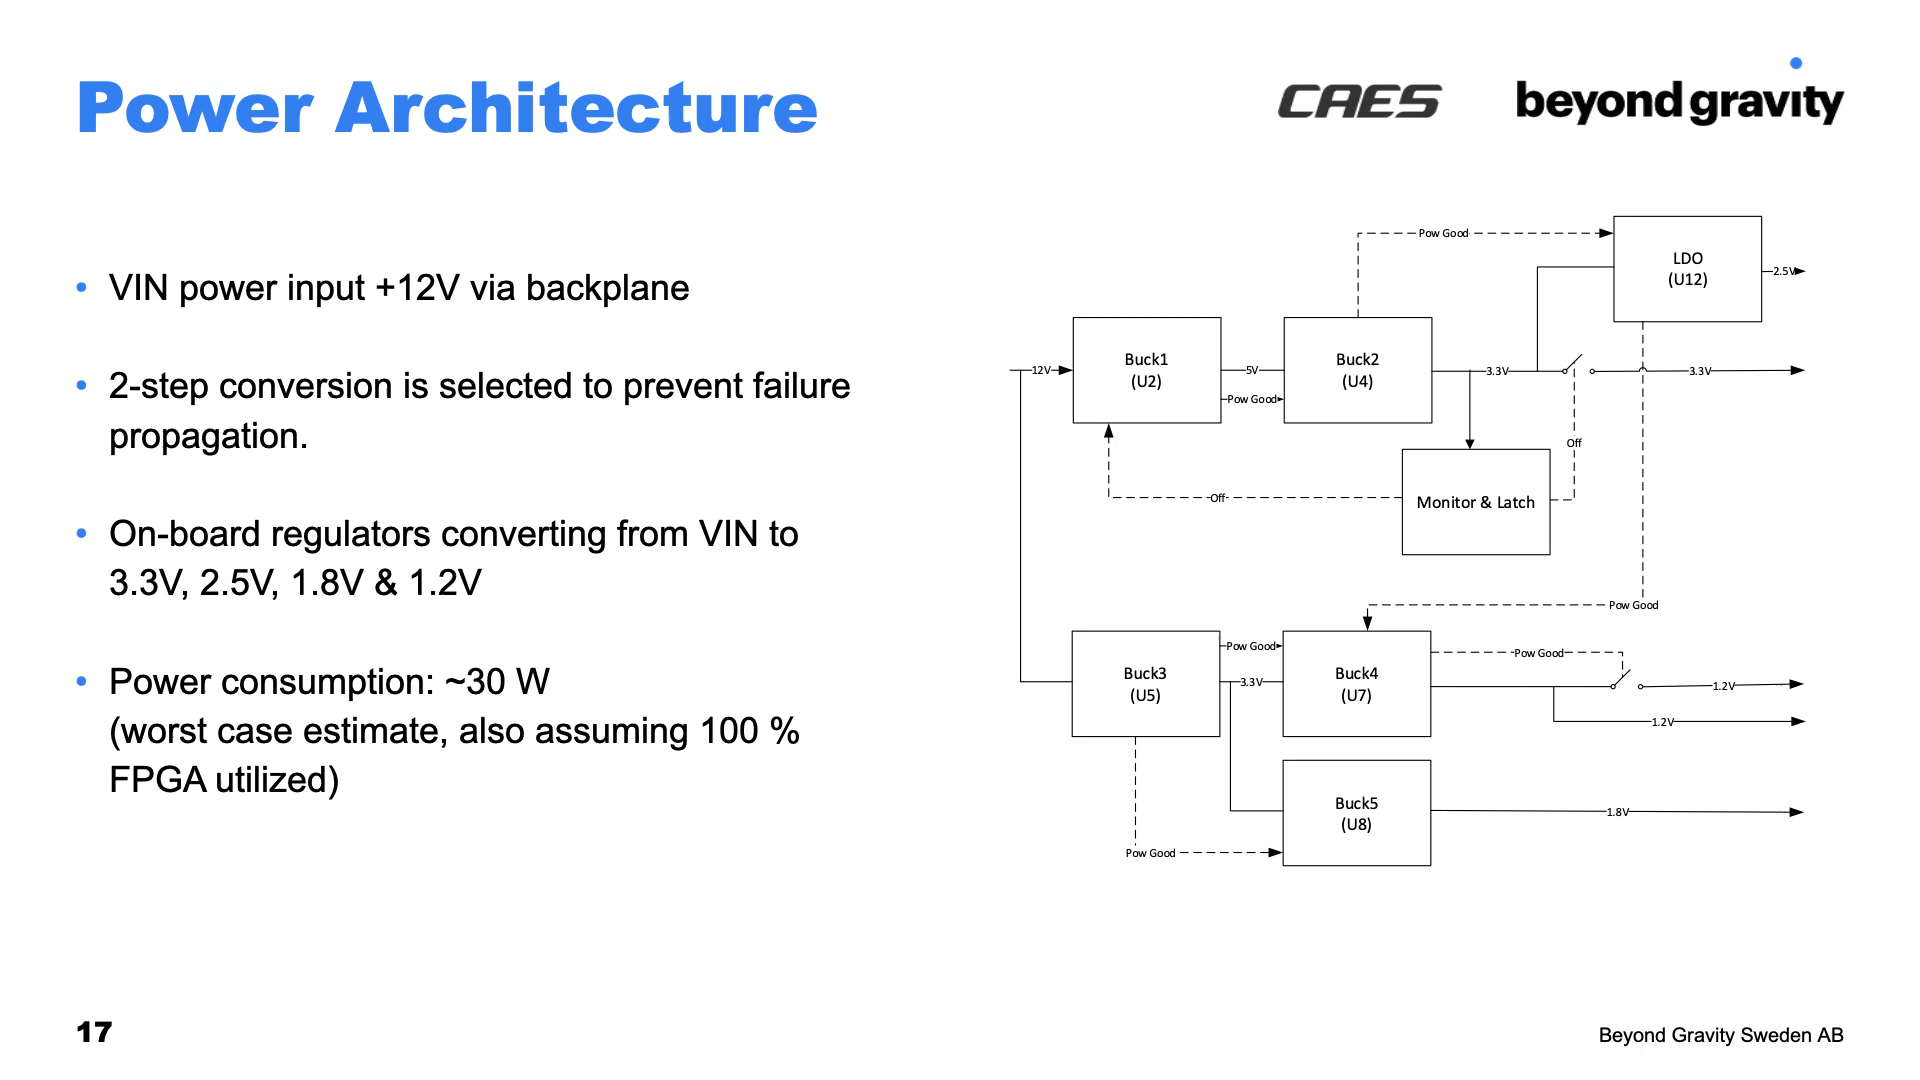 Power Architecture
CAES
beyond gravity
• VIN power input +12V via backplane
• 2-step conversion is selected to prevent failure
propagation.
• On-board regulators converting from VIN to
3.3V, 2.5V, 1.8V & 1.2V
• Power consumption: ~30 W
(worst case estimate, also assuming 100 %
FPGA utilized)
Pow Good
LDO
(U12)
2.5V
12V
Buck1
(U2)
5V
Pow Good
Buck2
(U4)
3.3V
3.3V
Off
Off
Monitor & Latch
Pow Good
Buck3
(U5)
Pow Good
3.3V
Buck4
(U7)
Pow Good
1.2V
1.2V
Buck5
(U8)
1.8V
Pow Good
17
Beyond Gravity Sweden AB